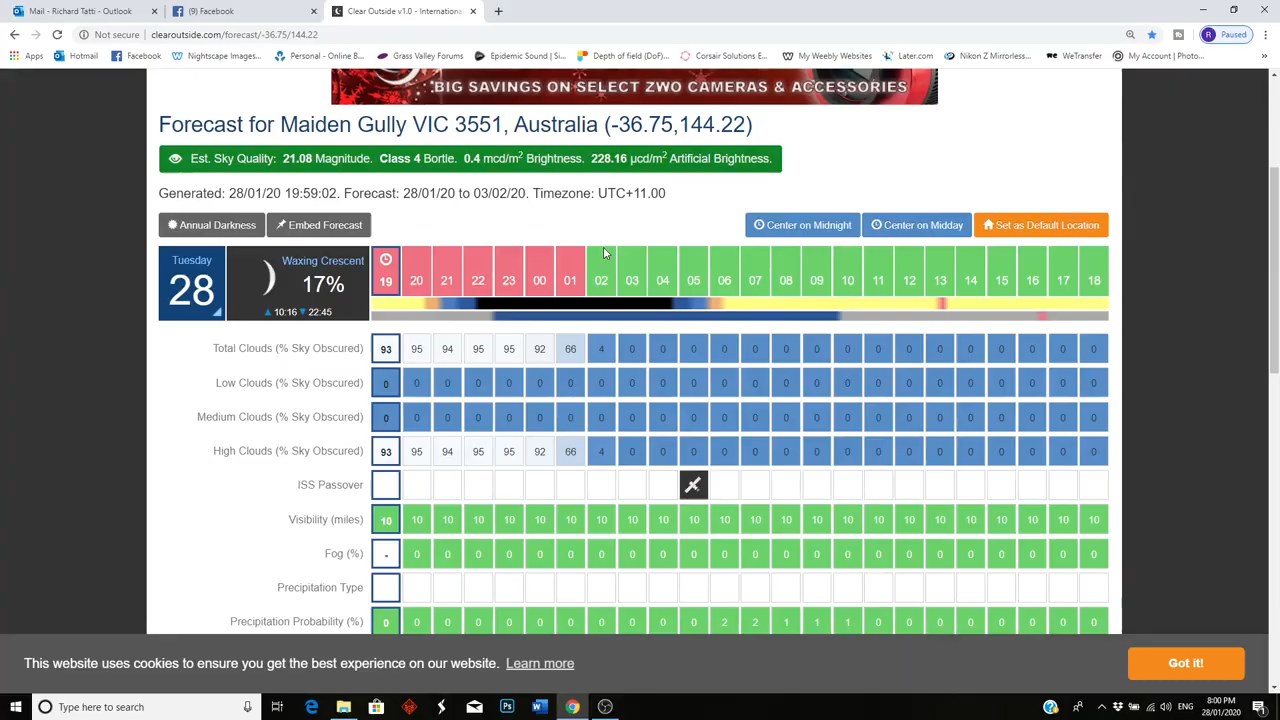 Mail - Richard Tatti - Outlook
(9) Facebook
Clear Outside v1.0 - Internationa
Not secure | clearoutside.com/forecast/-36.75/144.22
Paused
Apps
Hotmail
Facebook
Nightscape Images...
Personal - Online B...
Grass Valley Forums
Epidemic Sound | Si...
Depth of field (DoF)...
Corsair Solutions E...
My Weebly Websites
Later.com
Nikon Z Mirrorless...
WeTransfer
My Account | Photo...
BIG SAVINGS ON SELECT ZWO CAMERAS & ACCESSORIES
Forecast for Maiden Gully VIC 3551, Australia (-36.75,144.22)
Est. Sky Quality: 21.08 Magnitude. Class 4 Bortle. 0.4 mcd/m2 Brightness. 228.16 μcd/m2 Artificial Brightness.
Generated: 28/01/20 19:59:02. Forecast: 28/01/20 to 03/02/20. Timezone: UTC+11.00
Annual Darkness
Embed Forecast
Center on Midnight
Center on Midday
Set as Default Location
Tuesday
28
Waxing Crescent
17%
10:16 22:45
19 20 21 22 23 00 01 02 03 04 05 06 07 08 09 10 11 12 13 14 15 16 17 18
Total Clouds (% Sky Obscured) 93 95 94 95 95 92 66 4 0 0 0 0 0 0 0 0 0 0 0 0 0 0 0 0
Low Clouds (% Sky Obscured) 0 0 0 0 0 0 0 0 0 0 0 0 0 0 0 0 0 0 0 0 0 0 0 0
Medium Clouds (% Sky Obscured) 0 0 0 0 0 0 0 0 0 0 0 0 0 0 0 0 0 0 0 0 0 0 0 0
High Clouds (% Sky Obscured) 93 95 94 95 95 92 66 4 0 0 0 0 0 0 0 0 0 0 0 0 0 0 0 0
ISS Passover
Visibility (miles) 10 10 10 10 10 10 10 10 10 10 10 10 10 10 10 10 10 10 10 10 10 10 10 10
Fog (%) - 0 0 0 0 0 0 0 0 0 0 0 0 0 0 0 0 0 0 0 0 0 0 0
Precipitation Type
Precipitation Probability (%) 0 0 0 0 0 0 0 0 0 0 0 2 2 1 1 1 0 0 0 0 0 0 0 0
This website uses cookies to ensure you get the best experience on our website. Learn more
Got it!
Type here to search
ENG
8:00 PM
28/01/2020